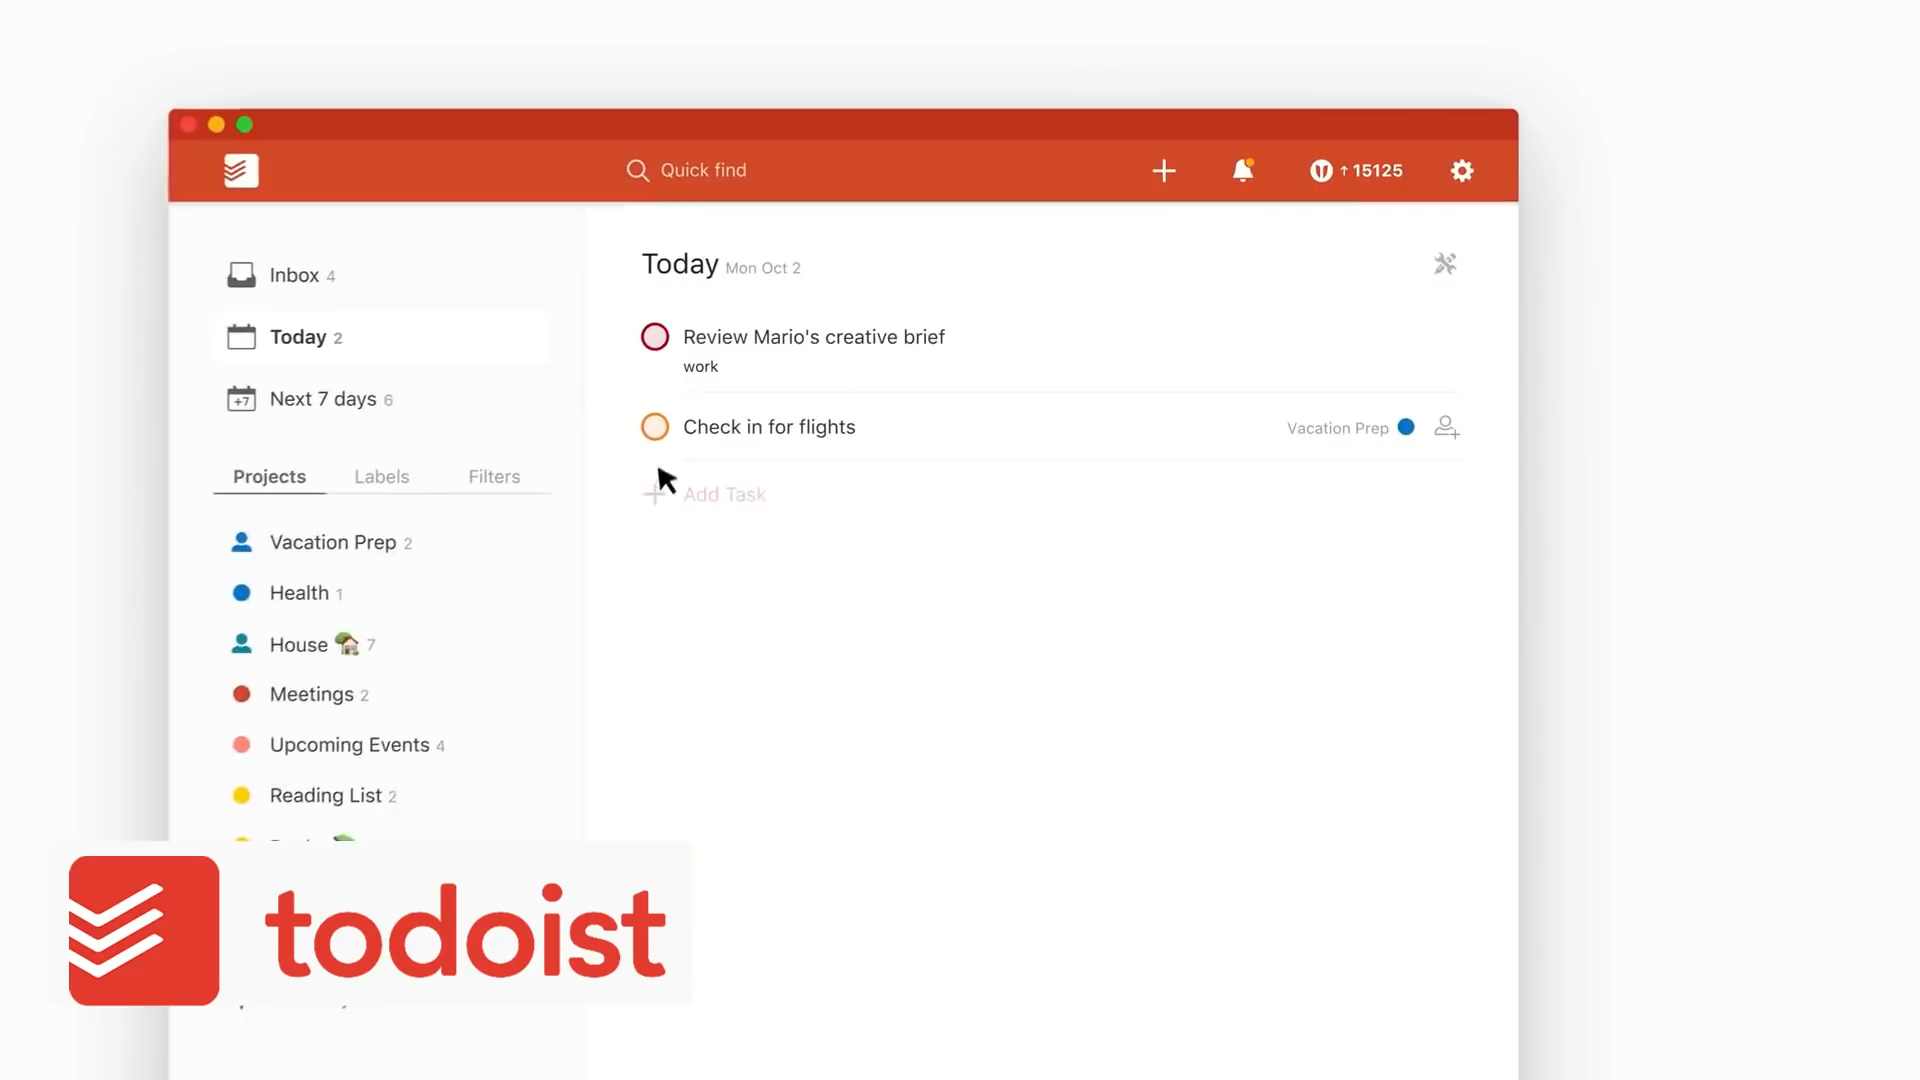 Quick find
↑ 15125
Inbox 4
Today 2
+7 Next 7 days 6
Projects Labels Filters
Vacation Prep 2
Health 1
House 7
Meetings 2
Upcoming Events 4
Reading List 2
Today Mon Oct 2
Review Mario's creative brief
work
Check in for flights Vacation Prep
Add Task
todoist